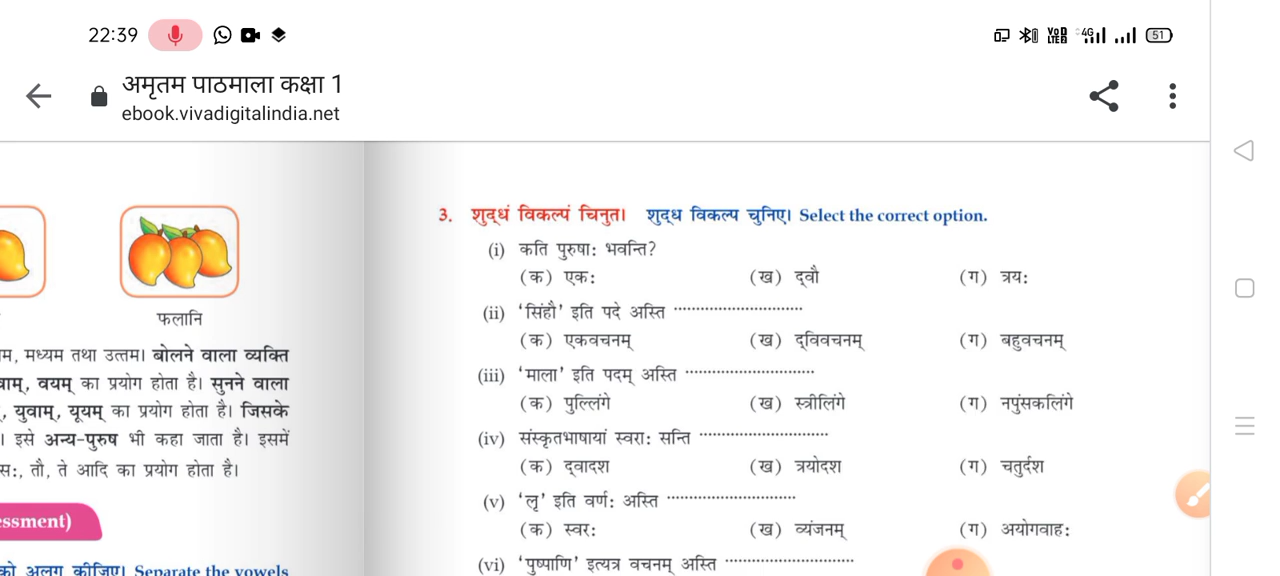 22:39
VoD LTE2 4G 51
अमृतम पाठमाला कक्षा 1
ebook.vivadigitalindia.net
फलानि
म, मध्यम तथा उत्तम। बोलने वाला व्यक्ति
वाम्, वयम् का प्रयोग होता है। सुनने वाला
, युवाम्, यूयम् का प्रयोग होता है। जिसके
। इसे अन्य-पुरुष भी कहा जाता है। इसमें
सः, तौ, ते आदि का प्रयोग होता है।
essment)
को अलग कीजिए। Separate the vowels
3. शुद्धं विकल्पं चिनुत। शुद्ध विकल्प चुनिए। Select the correct option.
(i) कति पुरुषाः भवन्ति?
(क) एकः (ख) द्वौ (ग) त्रयः
(ii) ‘सिंहौ’ इति पदे अस्ति ...........................
(क) एकवचनम् (ख) द्विवचनम् (ग) बहुवचनम्
(iii) ‘माला’ इति पदम् अस्ति ...........................
(क) पुल्लिंगे (ख) स्त्रीलिंगे (ग) नपुंसकलिंगे
(iv) संस्कृतभाषायां स्वराः सन्ति ...........................
(क) द्वादश (ख) त्रयोदश (ग) चतुर्दश
(v) ‘लृ’ इति वर्णः अस्ति ...........................
(क) स्वरः (ख) व्यंजनम् (ग) अयोगवाहः
(vi) ‘पुष्पाणि’ इत्यत्र वचनम् अस्ति ...........................